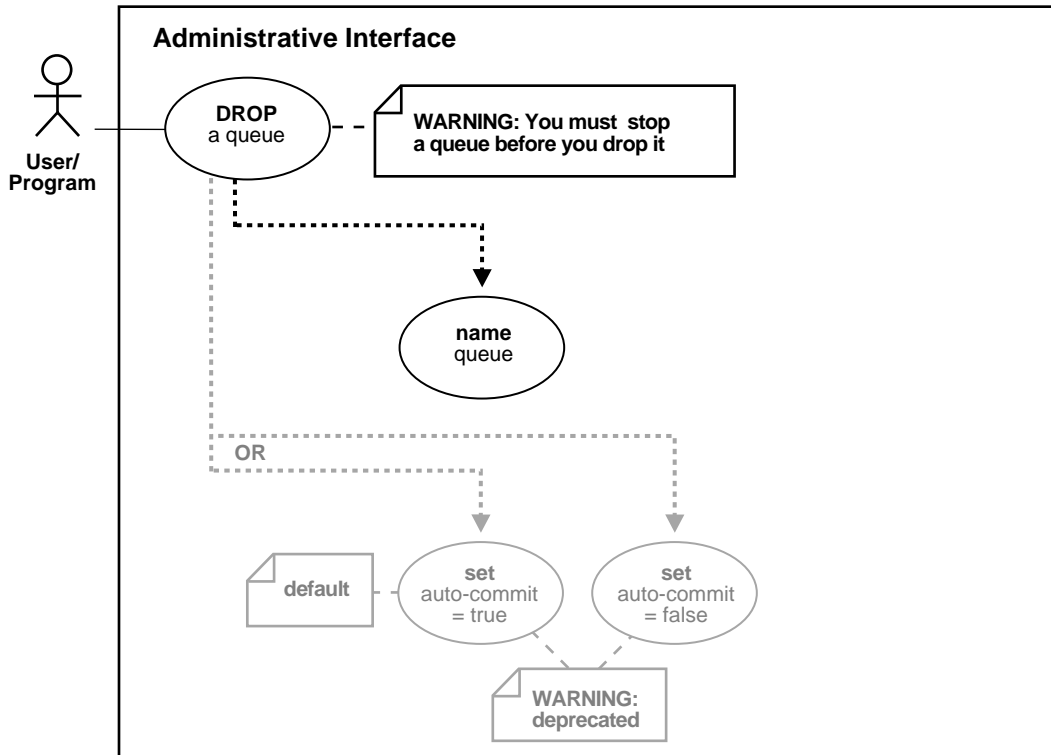 Administrative Interface
User/
Program
DROP
a queue
WARNING: You must stop
a queue before you drop it
name
queue
OR
default
set
auto-commit
= true
set
auto-commit
= false
WARNING:
deprecated